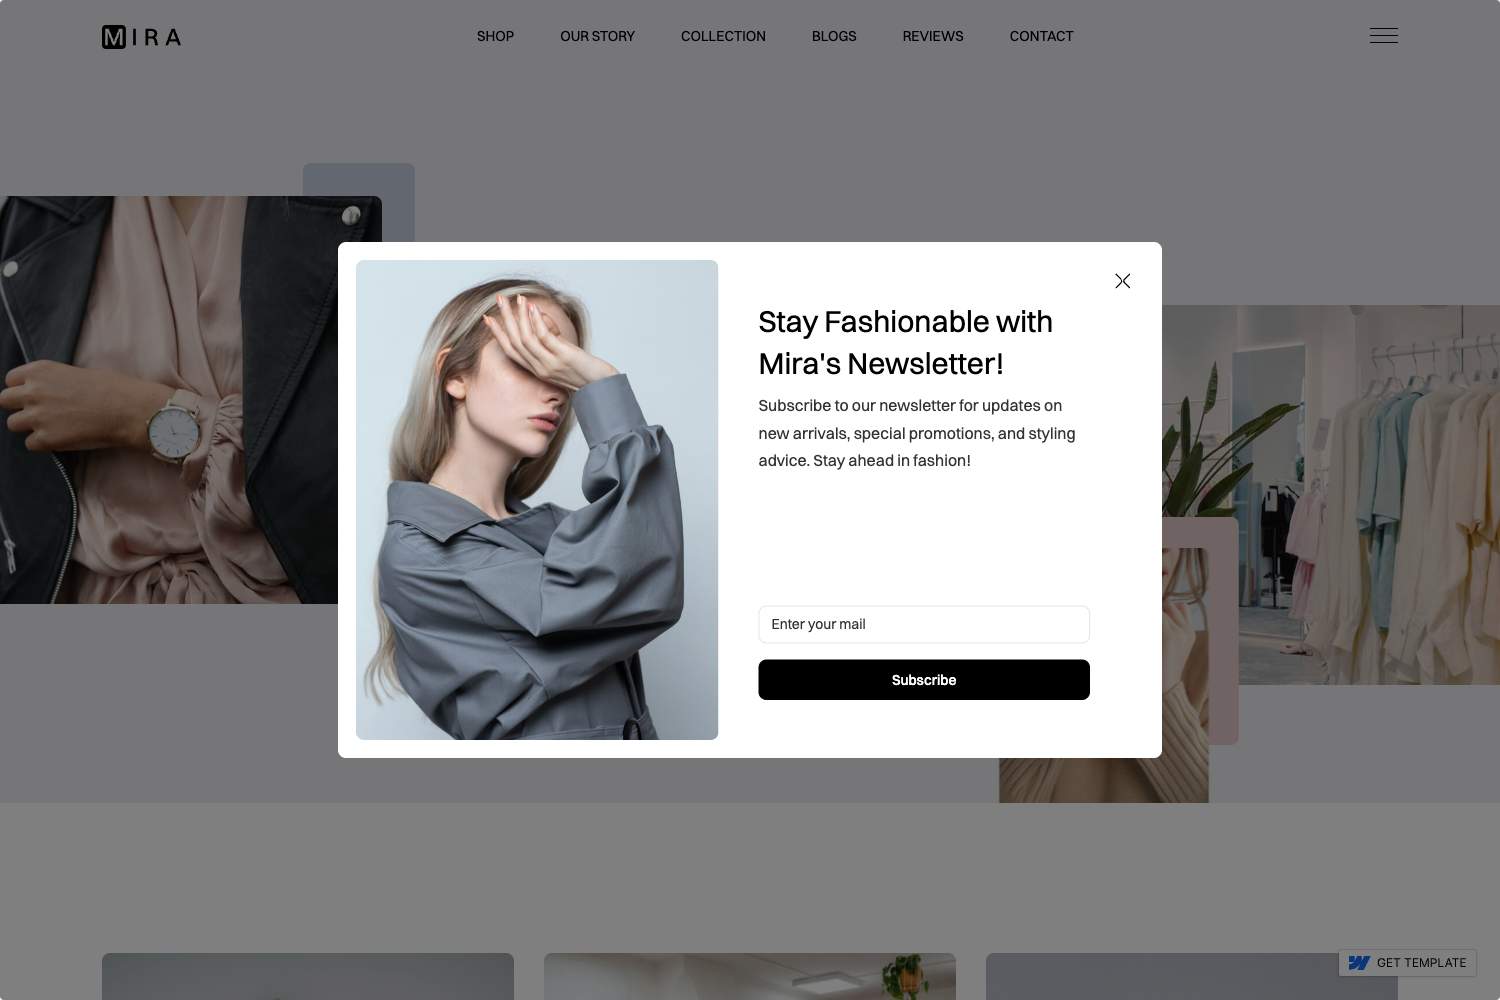 MIRA
SHOP
OUR STORY
COLLECTION
BLOGS
REVIEWS
CONTACT
Stay Fashionable with
Mira's Newsletter!
Subscribe to our newsletter for updates on
new arrivals, special promotions, and styling
advice. Stay ahead in fashion!
Enter your mail
Subscribe
GET TEMPLATE